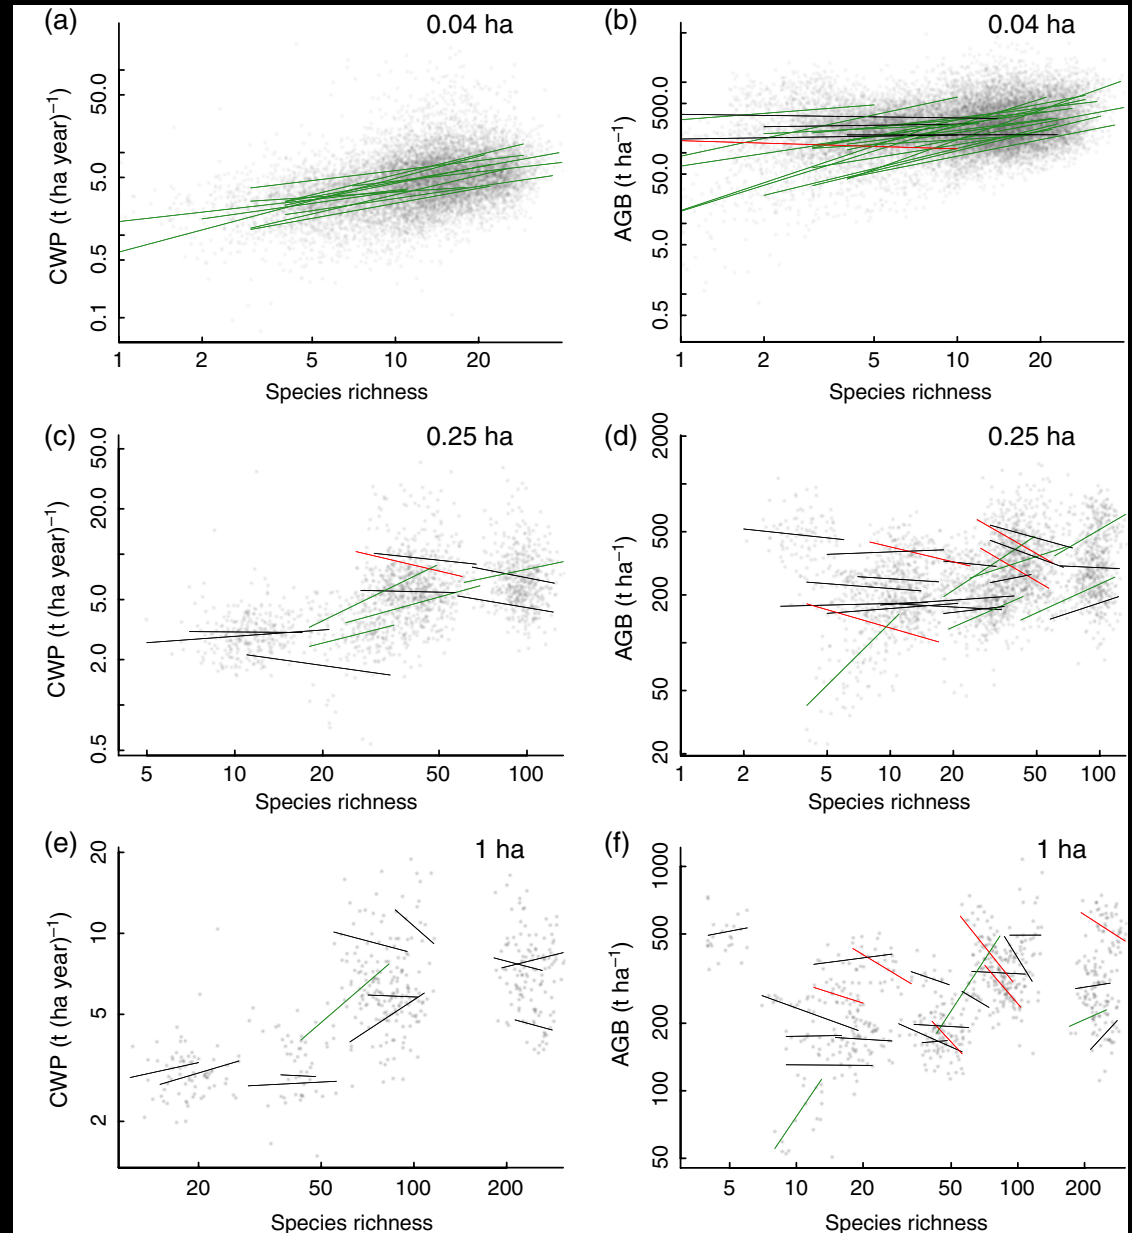 (a)
0.04 ha
CWP (t (ha year)⁻¹)
50.0
5.0
0.5
0.1
1 2 5 10 20
Species richness
(b)
0.04 ha
AGB (t ha⁻¹)
500.0
50.0
5.0
0.5
1 2 5 10 20
Species richness
(c)
0.25 ha
CWP (t (ha year)⁻¹)
50.0
20.0
5.0
2.0
0.5
5 10 20 50 100
Species richness
(d)
0.25 ha
AGB (t ha⁻¹)
2000
500
200
50
20
1 2 5 10 20 50 100
Species richness
(e)
1 ha
CWP (t (ha year)⁻¹)
20
10
5
2
20 50 100 200
Species richness
(f)
1 ha
AGB (t ha⁻¹)
1000
500
200
100
50
5 10 20 50 100 200
Species richness